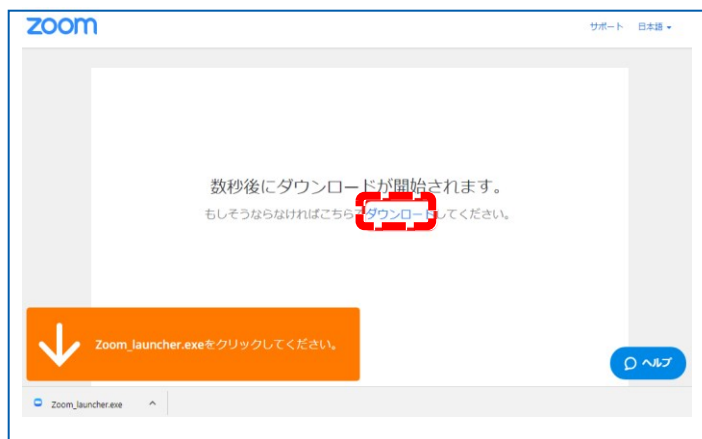 zoom
サポート 日本語
数秒後にダウンロードが開始されます。
もしそうならなければこちらでダウンロードしてください。
Zoom_launcher.exeをクリックしてください。
ヘルプ
Zoom_launcher.exe